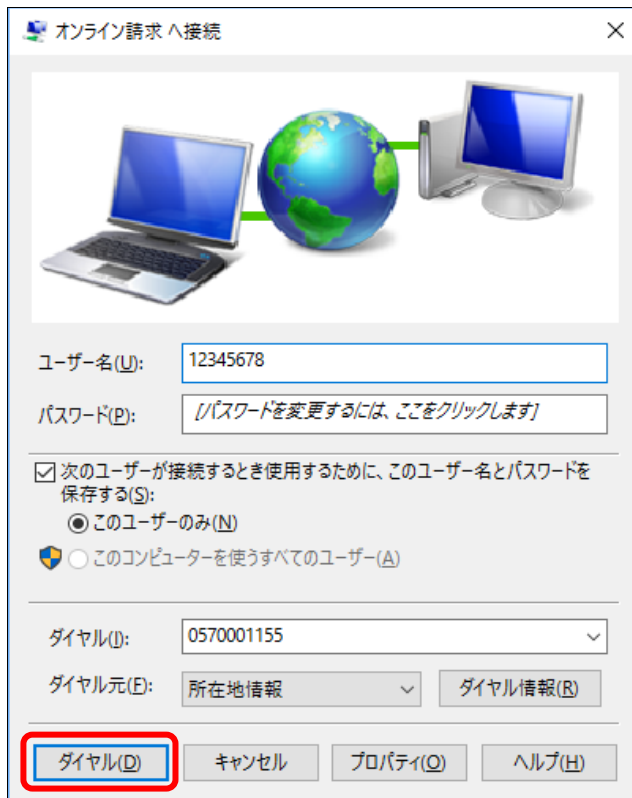 オンライン請求 へ接続
ユーザー名(U):
12345678
パスワード(P):
[パスワードを変更するには、ここをクリックします]
次のユーザーが接続するとき使用するために、このユーザー名とパスワードを
保存する(S):
このユーザーのみ(N)
このコンピューターを使うすべてのユーザー(A)
ダイヤル(I):
0570001155
ダイヤル元(F):
所在地情報
ダイヤル情報(R)
ダイヤル(D)
キャンセル
プロパティ(O)
ヘルプ(H)